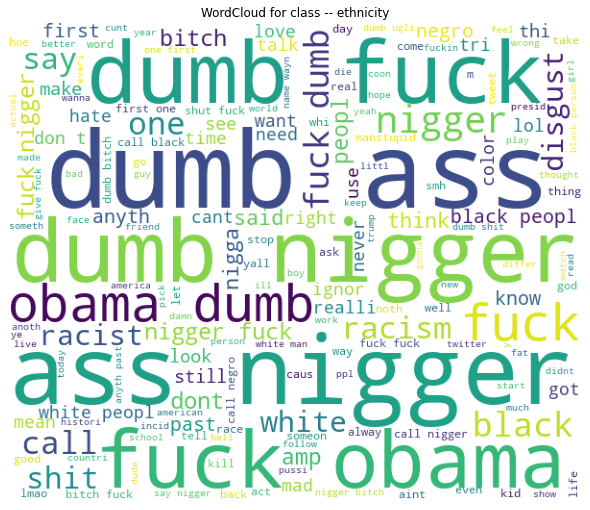 WordCloud for class -- ethnicity
first cunt year bitch love day negro feel
hoe better word talk come fuckin tri thi wrong take
say dumb fuck
make one first
hate shut fuck world name wayn die real coon hope m tweet presid girl
actual evers wanna fuck nigger don t one see want need whi peopl yeah nigger lol disgust black person
first one call black manstupid play
made bad dumb bitch time go guy fuck dumb littl color smh thought
give fuck dumb ass use keep thing
someth anyth face friend cant said right never trump think black peopl dumb shit
dumb nigger
nigga stop yall ask boy gonna differ watch read
america pick let ill new god
obama damn dumb ignor noth well know fuck
anoth ye live racist nigger fuck person realli work racism twitter y
today look white man fuck fuck way fat
ass nigger
anyth past still caus ppl start didnt
mean white peopl dont white got
histori american past incid race call negro much black
call good school tell hell someon follow alway call nigger
fuck obama
countri shit dude kill amp pussi life
lmao bitch fuck say nigger back act mad nigger bitch aint even kid show